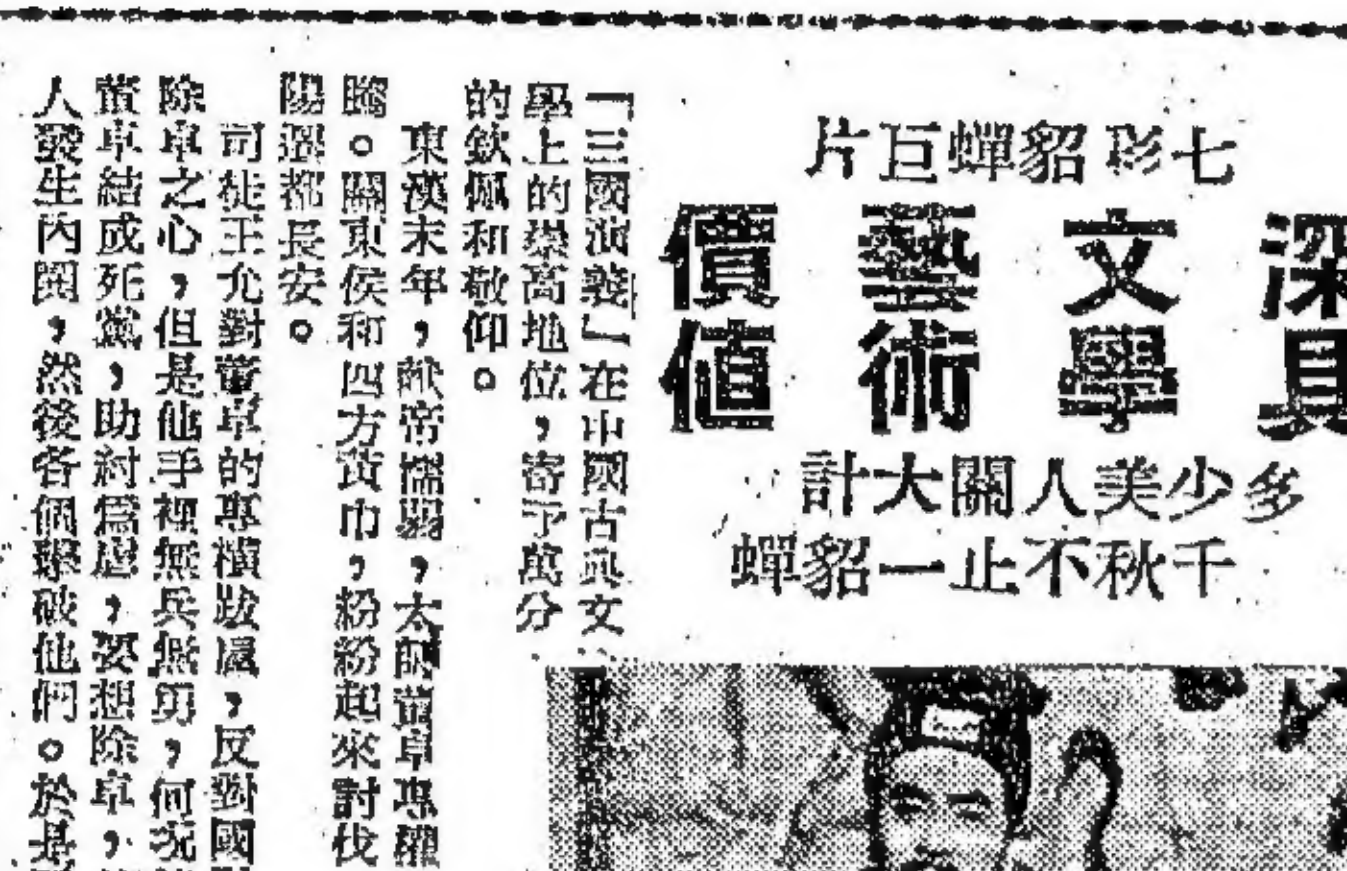 七彩貂蟬巨片
深具文學藝術價值
多少美人關大計
千秋不止一貂蟬
「三國演義」在中國古典文
學上的崇高地位，寄予萬分
的欽佩和敬仰。
東漢末年，献帝懦弱，太師董卓專權
。關東侯和四方黃巾，紛紛起來討伐
陽遷都長安。
司徒王允對董卓的專橫跋扈，反對國
除卓之心，但是他手裡無兵無勇，何况
董卓結成死黨，助紂爲虐，要想除卓，
人發生內鬨，然後各個擊破他們。於是